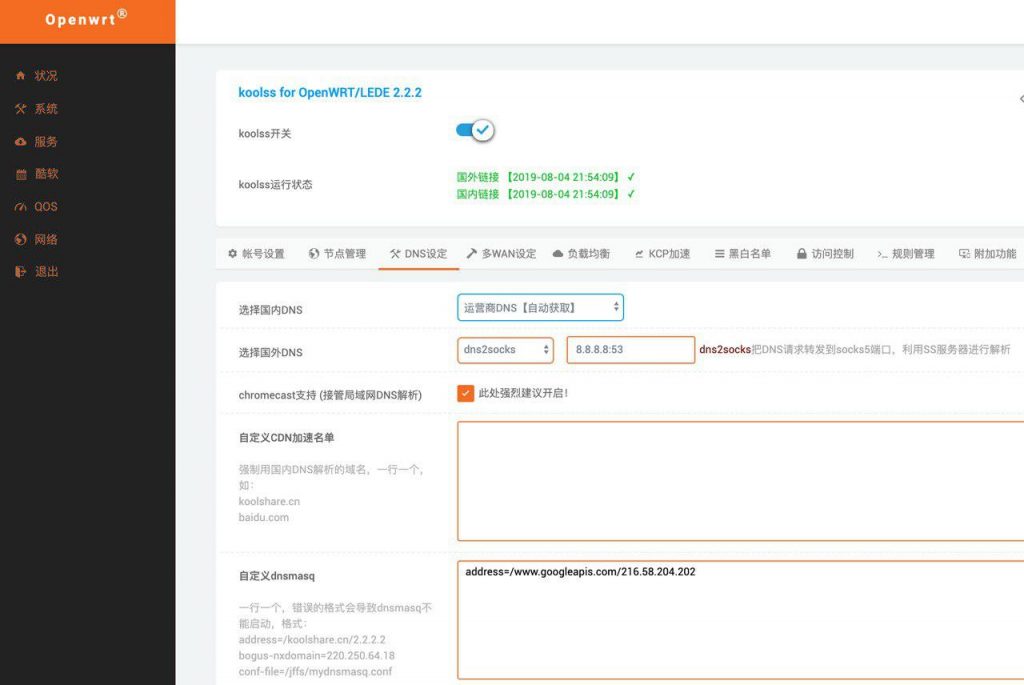 Openwrt®
状况
系统
服务
酷软
QOS
网络
退出
koolss for OpenWRT/LEDE 2.2.2
koolss开关
koolss运行状态
国外链接 【2019-08-04 21:54:09】 ✓
国内链接 【2019-08-04 21:54:09】 ✓
帐号设置 节点管理 DNS设定 多WAN设定 负载均衡 KCP加速 黑白名单 访问控制 规则管理 附加功能
选择国内DNS
运营商DNS【自动获取】
选择国外DNS
dns2socks 8.8.8.8:53 dns2socks把DNS请求转发到socks5端口，利用SS服务器进行解析
chromecast支持 (接管局域网DNS解析)
此处强烈建议开启！
自定义CDN加速名单
强制用国内DNS解析的域名，一行一个，
如：
koolshare.cn
baidu.com
自定义dnsmasq
address=/www.googleapis.com/216.58.204.202
一行一个，错误的格式会导致dnsmasq不
能启动，格式：
address=/koolshare.cn/2.2.2.2
bogus-nxdomain=220.250.64.18
conf-file=/jffs/mydnsmasq.conf